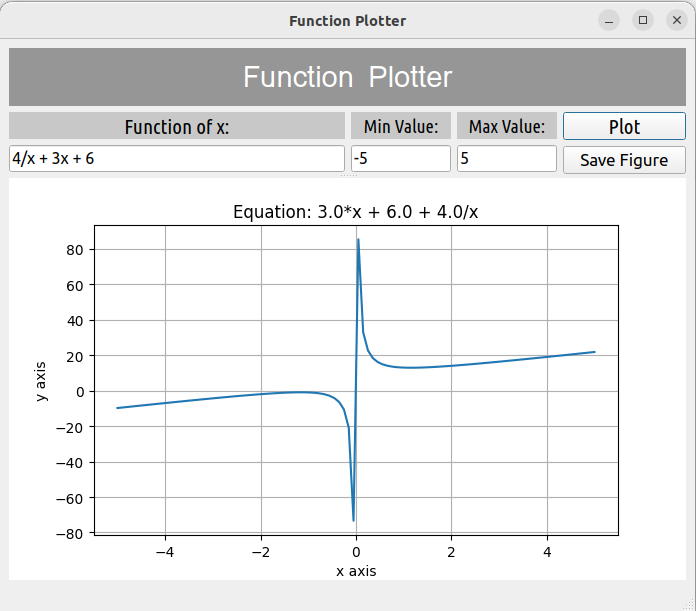 Function Plotter
Function Plotter
Function of x: Min Value: Max Value: Plot
4/x + 3x + 6 -5 5 Save Figure
Equation: 3.0*x + 6.0 + 4.0/x
80
60
40
20
0
−20
−40
−60
−80
y axis
−4 −2 0 2 4
x axis